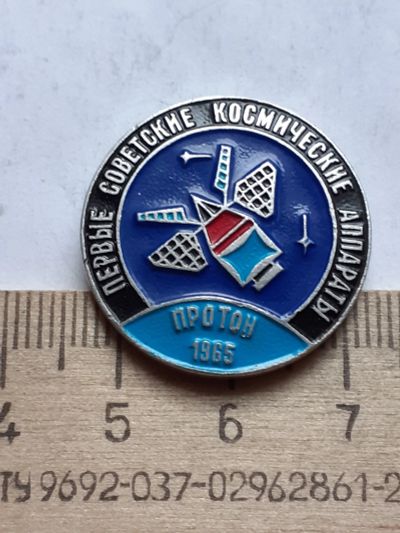 ПЕРВЫЕ СОВЕТСКИЕ КОСМИЧЕСКИЕ АППАРАТЫ
ПРОТОН
1965
4 5 6 7
ТУ 9692-037-02962861-2